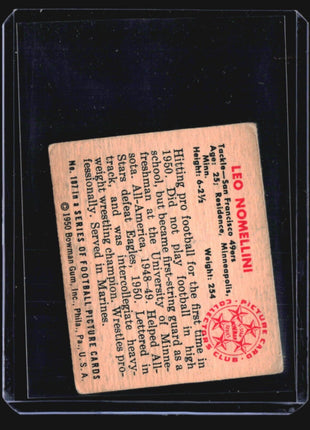 LEO NOMELLINI
Tackle—San Francisco 49ers
Age: 25; Residence, Minneapolis,
Minn.
Height: 6-2½ Weight: 254
Hitting pro football for the first time in
1950. Did not play football in high
school, but became first-string guard as a
freshman at the University of Minne-
sota. All-America, 1948-49. Helped All-
Stars defeat Eagles, 1950. Lettered in
track, and was intercollegiate heavy-
weight wrestling champion. Wrestles pro-
fessionally. Served in Marines.
No. 187 in a SERIES OF FOOTBALL PICTURE CARDS
© 1950 Bowman Gum, Inc., Phila., Pa., U. S. A.
PICTURE CARD
COLLECTORS CLUB